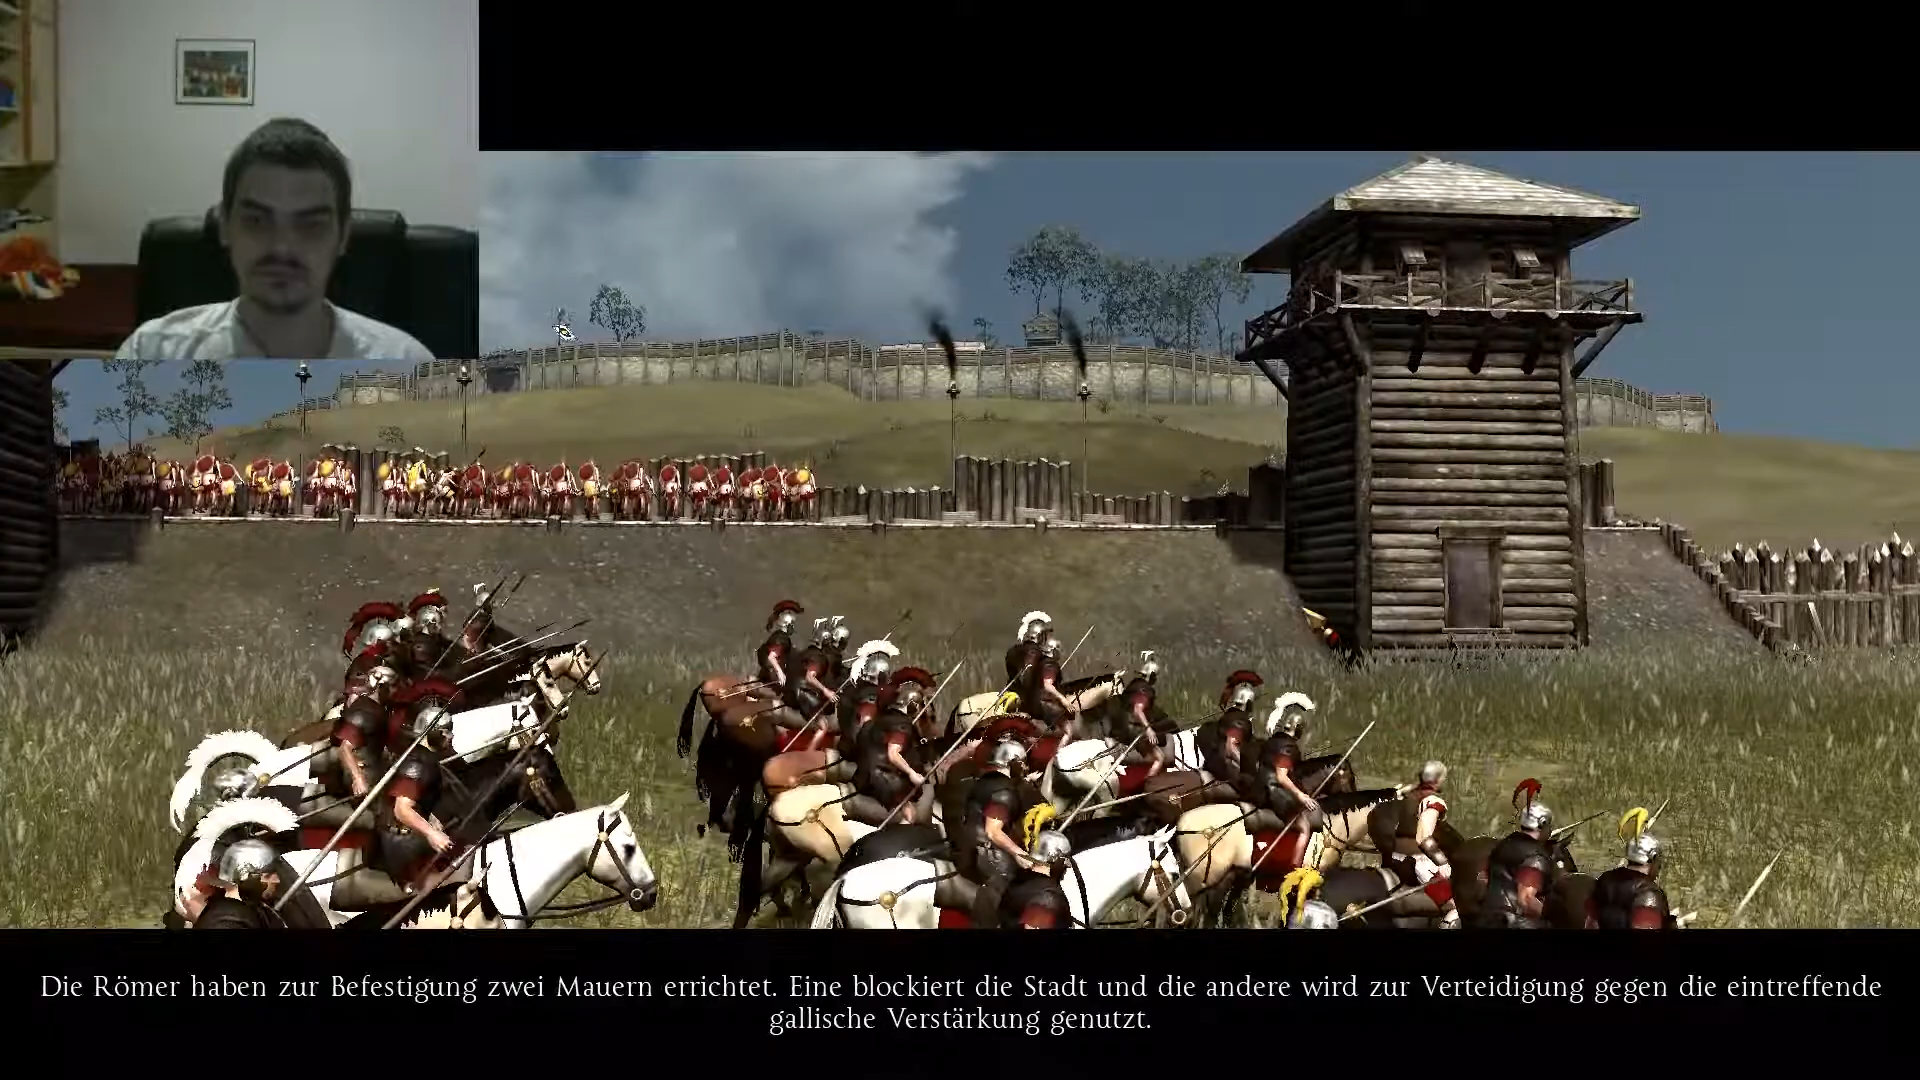 Die Römer haben zur Befestigung zwei Mauern errichtet. Eine blockiert die Stadt und die andere wird zur Verteidigung gegen die eintreffende
gallische Verstärkung genutzt.